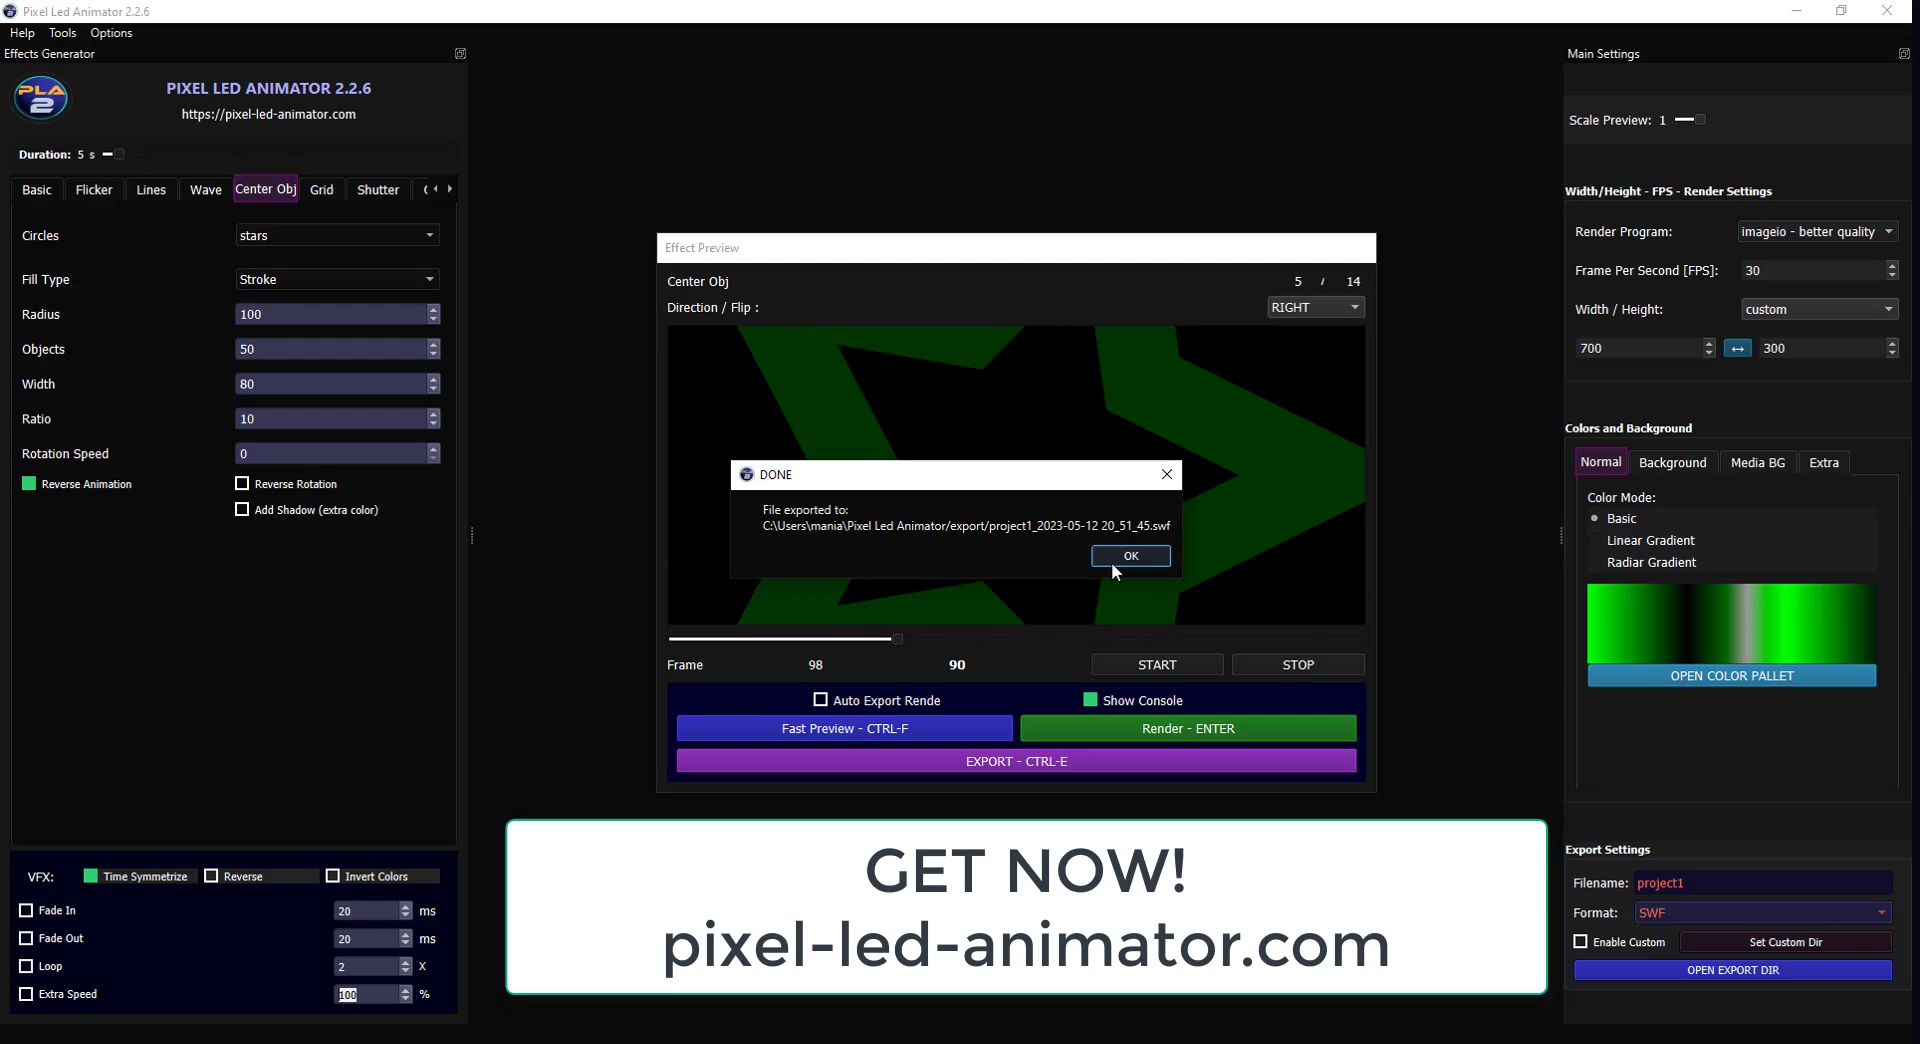 Pixel Led Animator 2.2.6
Help Tools Options
Effects Generator
PLA
2
PIXEL LED ANIMATOR 2.2.6
https://pixel-led-animator.com
Duration: 5 s
Basic Flicker Lines Wave Center Obj Grid Shutter
Circles stars
Fill Type Stroke
Radius 100
Objects 50
Width 80
Ratio 10
Rotation Speed 0
Reverse Animation Reverse Rotation
Add Shadow (extra color)
VFX: Time Symmetrize Reverse Invert Colors
Fade In 20 ms
Fade Out 20 ms
Loop 2 X
Extra Speed 100 %
Effect Preview
Center Obj 5 / 14
Direction / Flip : RIGHT
DONE
File exported to:
C:\Users\mania\Pixel Led Animator/export/project1_2023-05-12 20_51_45.swf
OK
Frame 98 90 START STOP
Auto Export Rende Show Console
Fast Preview - CTRL-F Render - ENTER
EXPORT - CTRL-E
GET NOW!
pixel-led-animator.com
Main Settings
Scale Preview: 1
Width/Height - FPS - Render Settings
Render Program: imageio - better quality
Frame Per Second [FPS]: 30
Width / Height: custom
700 ↔ 300
Colors and Background
Normal Background Media BG Extra
Color Mode:
Basic
Linear Gradient
Radiar Gradient
OPEN COLOR PALLET
Export Settings
Filename: project1
Format: SWF
Enable Custom Set Custom Dir
OPEN EXPORT DIR